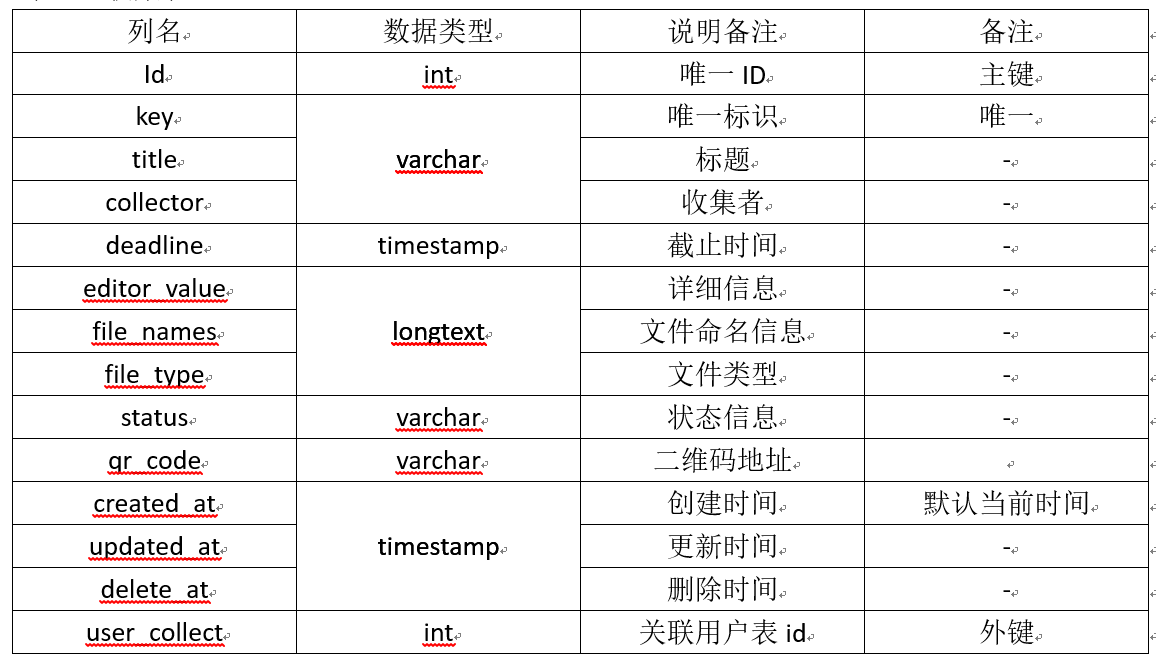 列名 数据类型 说明备注 备注
Id int 唯一 ID 主键
key 唯一标识 唯一
title varchar 标题 -
collector 收集者 -
deadline timestamp 截止时间 -
editor_value 详细信息 -
file_names longtext 文件命名信息 -
file_type 文件类型 -
status varchar 状态信息 -
qr_code varchar 二维码地址
created_at 创建时间 默认当前时间
updated_at timestamp 更新时间 -
delete_at 删除时间 -
user_collect int 关联用户表 id 外键